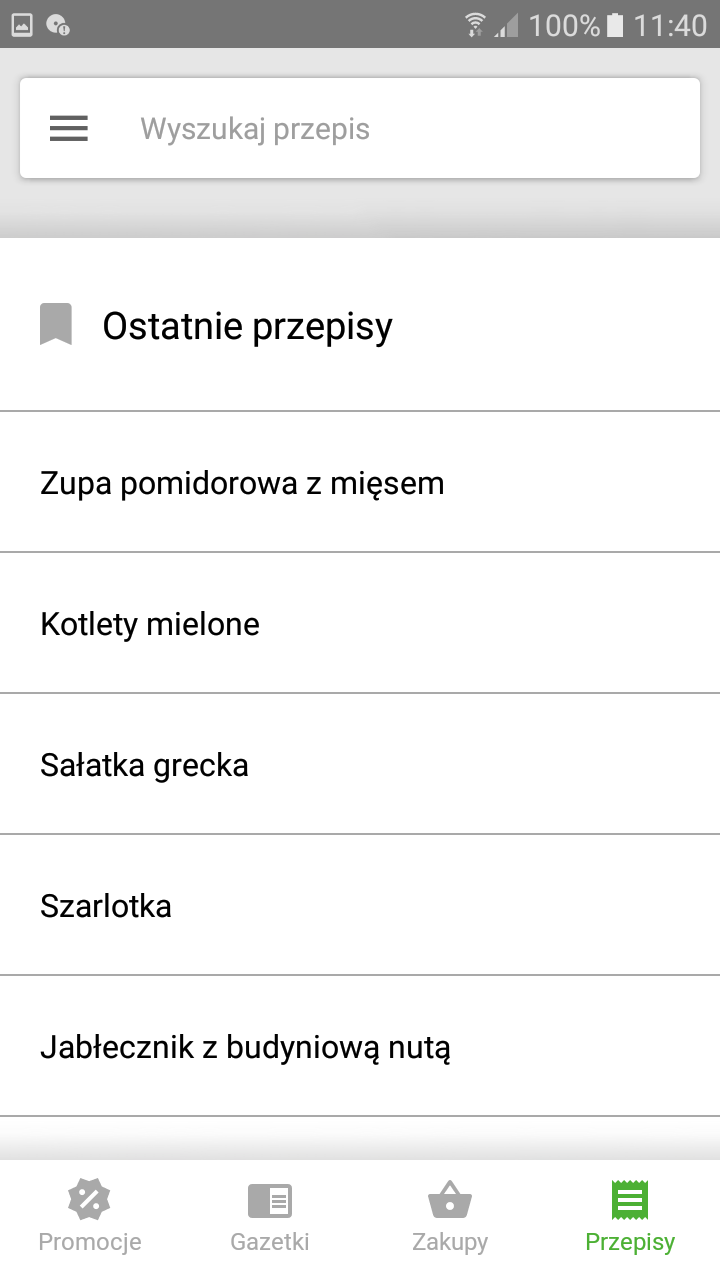 100% 11:40
Wyszukaj przepis
Ostatnie przepisy
Zupa pomidorowa z mięsem
Kotlety mielone
Sałatka grecka
Szarlotka
Jabłecznik z budyniową nutą
Promocje Gazetki Zakupy Przepisy